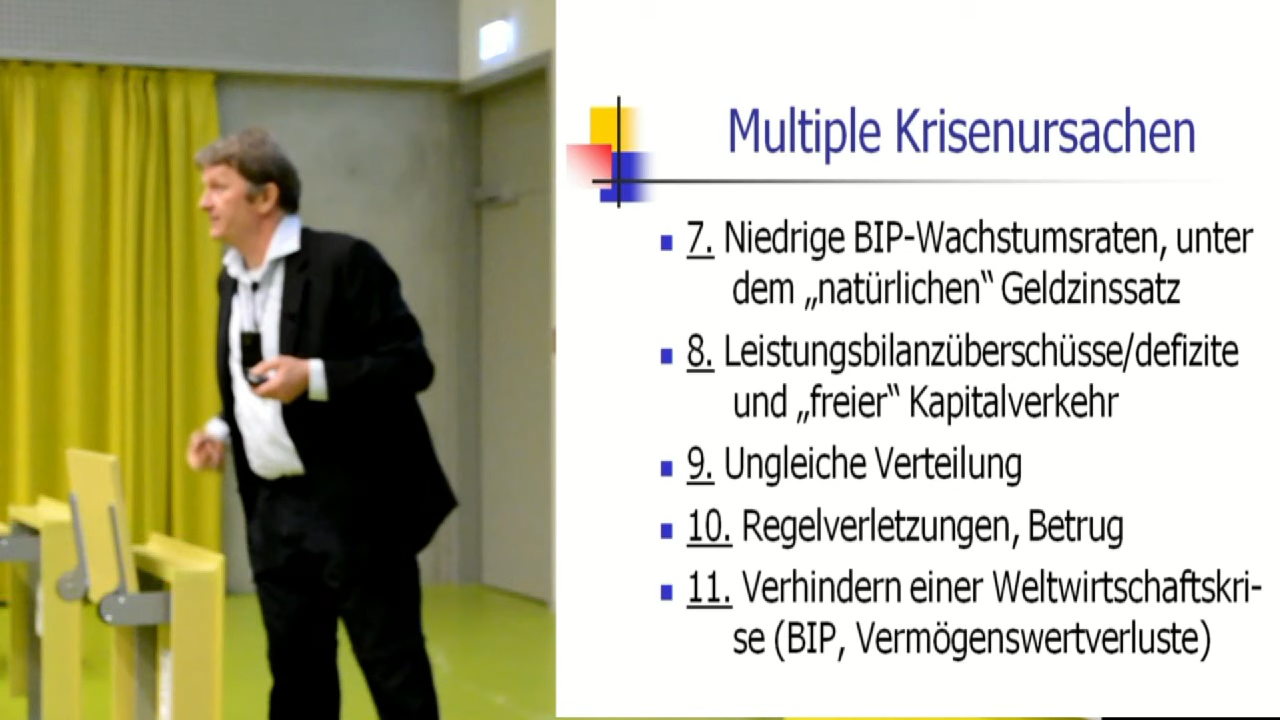 Multiple Krisenursachen
7. Niedrige BIP-Wachstumsraten, unter
dem „natürlichen“ Geldzinssatz
8. Leistungsbilanzüberschüsse/defizite
und „freier“ Kapitalverkehr
9. Ungleiche Verteilung
10. Regelverletzungen, Betrug
11. Verhindern einer Weltwirtschaftskri-
se (BIP, Vermögenswertverluste)